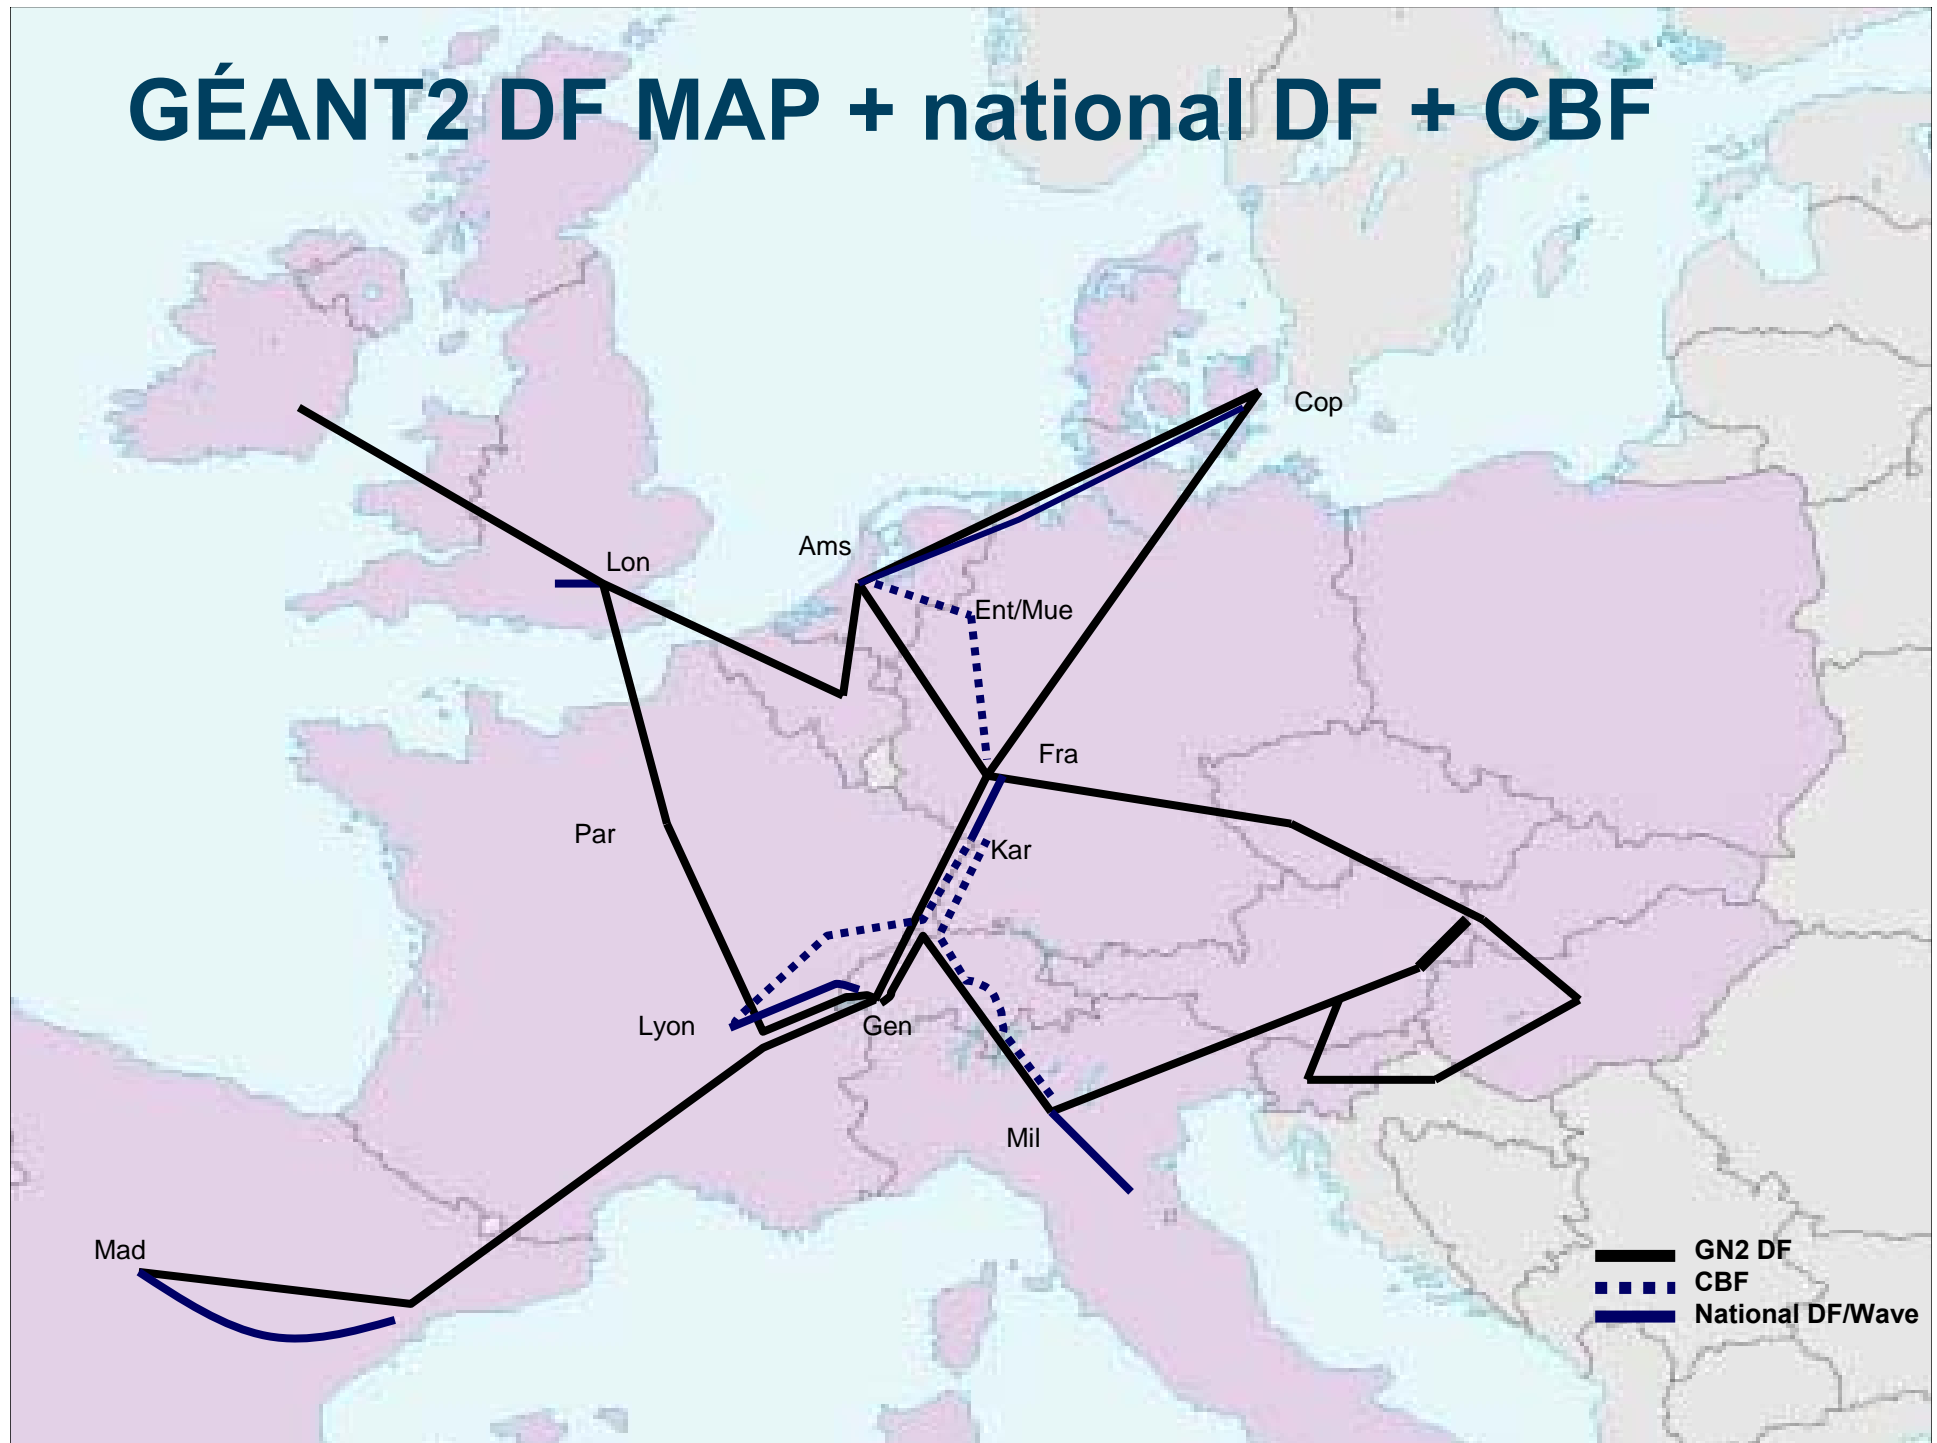 GÉANT2 DF MAP + national DF + CBF
Cop
Ams
Lon
Ent/Mue
Fra
Par
Kar
Lyon
Gen
Mil
Mad
GN2 DF
CBF
National DF/Wave